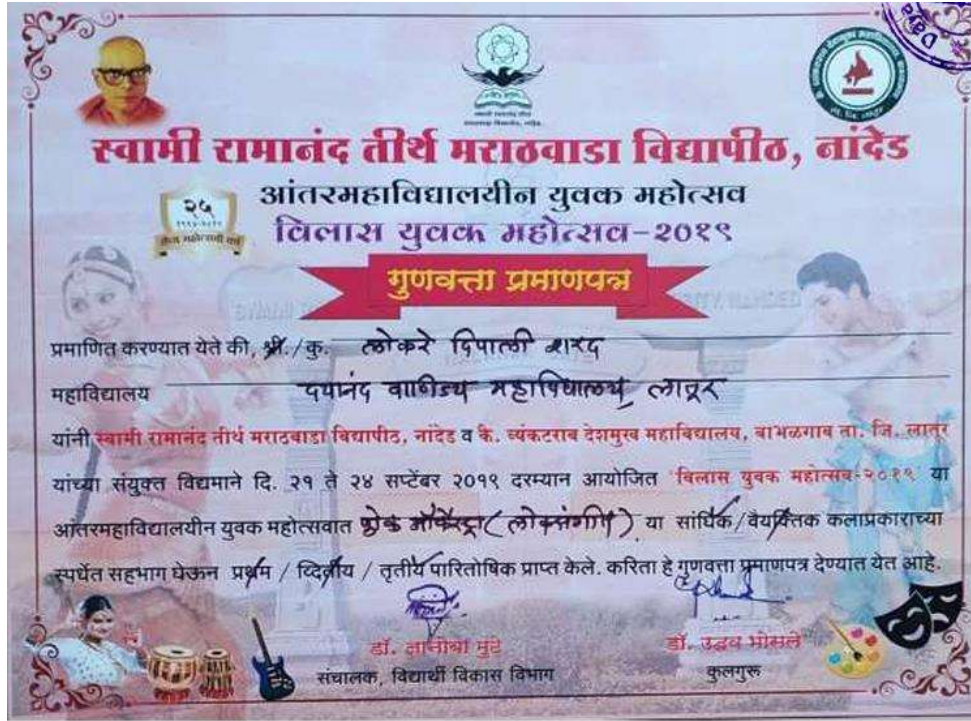 स्वामी रामानंद तीर्थ मराठवाडा विद्यापीठ, नांदेड
आंतरमहाविद्यालयीन युवक महोत्सव
२५
विलास युवक महोत्सव-२०१९
गुणवत्ता प्रमाणपत्र
प्रमाणित करण्यात येते की, श्री./कु. लोकरे दिपाली शरद
महाविद्यालय दयानंद वाणिज्य महाविद्यालय, लातूर
यांनी स्वामी रामानंद तीर्थ मराठवाडा विद्यापीठ, नांदेड व कै. व्यंकटराव देशमुख महाविद्यालय, बाभळगाव ता. जि. लातूर
यांच्या संयुक्त विद्यमाने दि. २१ ते २४ सप्टेंबर २०१९ दरम्यान आयोजित 'विलास युवक महोत्सव-२०१९' या
आंतरमहाविद्यालयीन युवक महोत्सवात फोक ऑर्केस्ट्रा (लोकसंगीत) या सांघिक/वैयक्तिक कलाप्रकाराच्या
स्पर्धेत सहभाग घेऊन प्रथम / व्दितीय / तृतीय पारितोषिक प्राप्त केले. करिता हे गुणवत्ता प्रमाणपत्र देण्यात येत आहे.
डॉ. ज्ञानोबा मुंढे
संचालक, विद्यार्थी विकास विभाग
डॉ. उद्धव भोसले
कुलगुरू